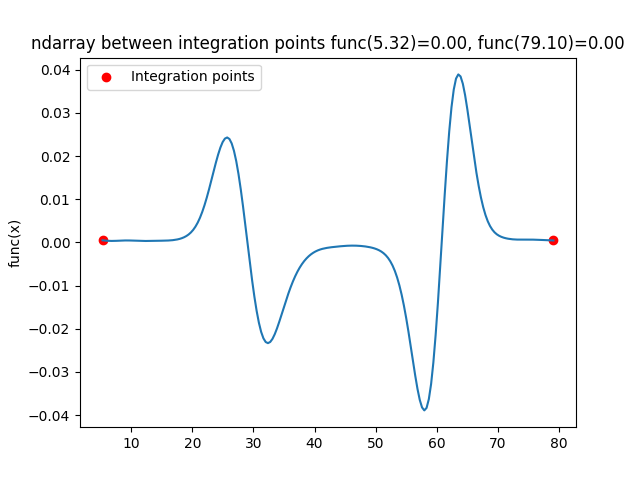 ndarray between integration points func(5.32)=0.00, func(79.10)=0.00
Integration points
func(x)
0.04
0.03
0.02
0.01
0.00
−0.01
−0.02
−0.03
−0.04
10 20 30 40 50 60 70 80